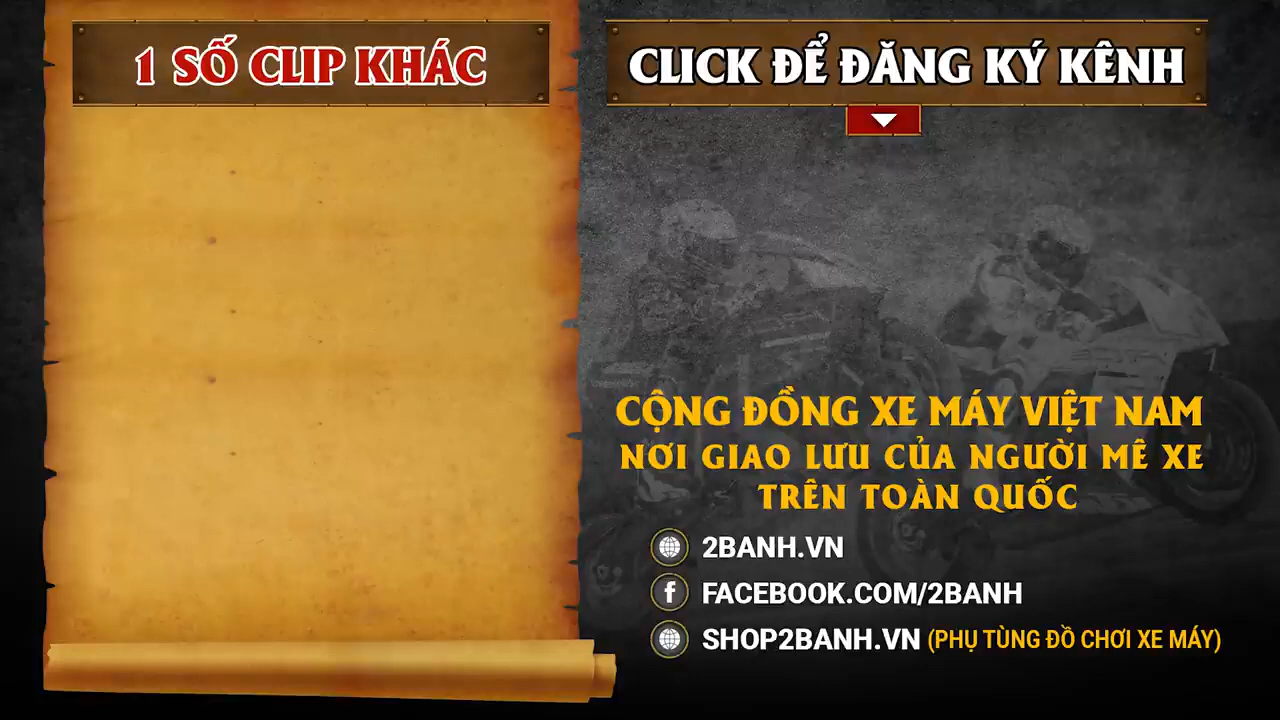 1 SỐ CLIP KHÁC
CLICK ĐỂ ĐĂNG KÝ KÊNH
CỘNG ĐỒNG XE MÁY VIỆT NAM
NƠI GIAO LƯU CỦA NGƯỜI MÊ XE
TRÊN TOÀN QUỐC
2BANH.VN
FACEBOOK.COM/2BANH
SHOP2BANH.VN (PHỤ TÙNG ĐỒ CHƠI XE MÁY)